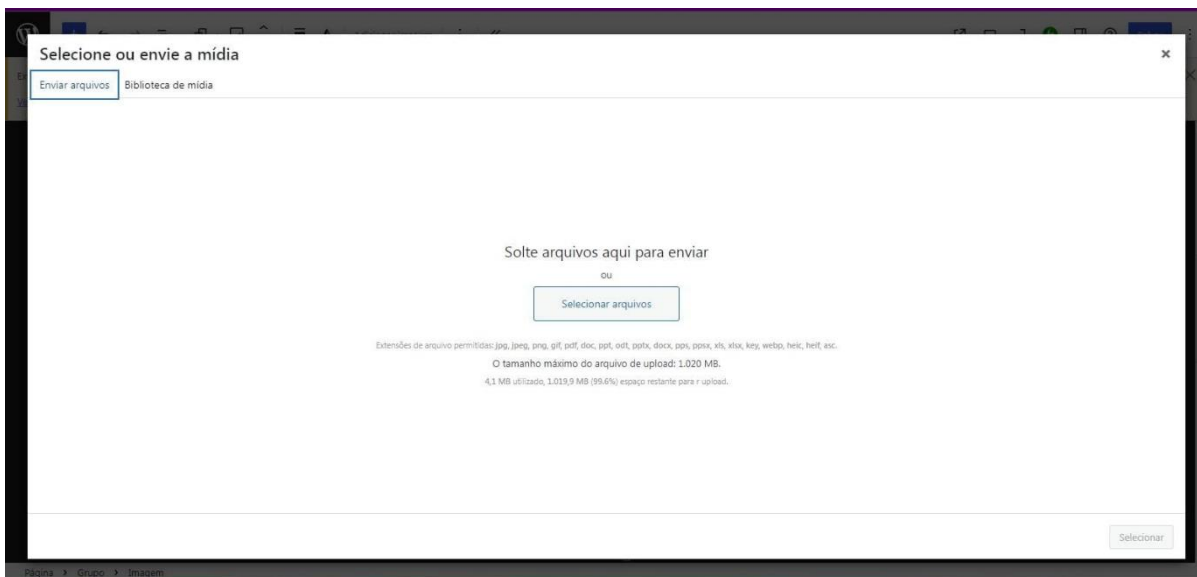 Selecione ou envie a mídia
Enviar arquivos Biblioteca de mídia
Solte arquivos aqui para enviar
ou
Selecionar arquivos
Extensões de arquivo permitidas: jpg, jpeg, png, gif, pdf, doc, ppt, odt, pptx, docx, pps, ppsx, xls, xlsx, key, webp, heic, heif, asc.
O tamanho máximo do arquivo de upload: 1.020 MB.
4,1 MB utilizado, 1.019,9 MB (99.6%) espaço restante para r upload.
Selecionar
Página > Grupo > Imagem